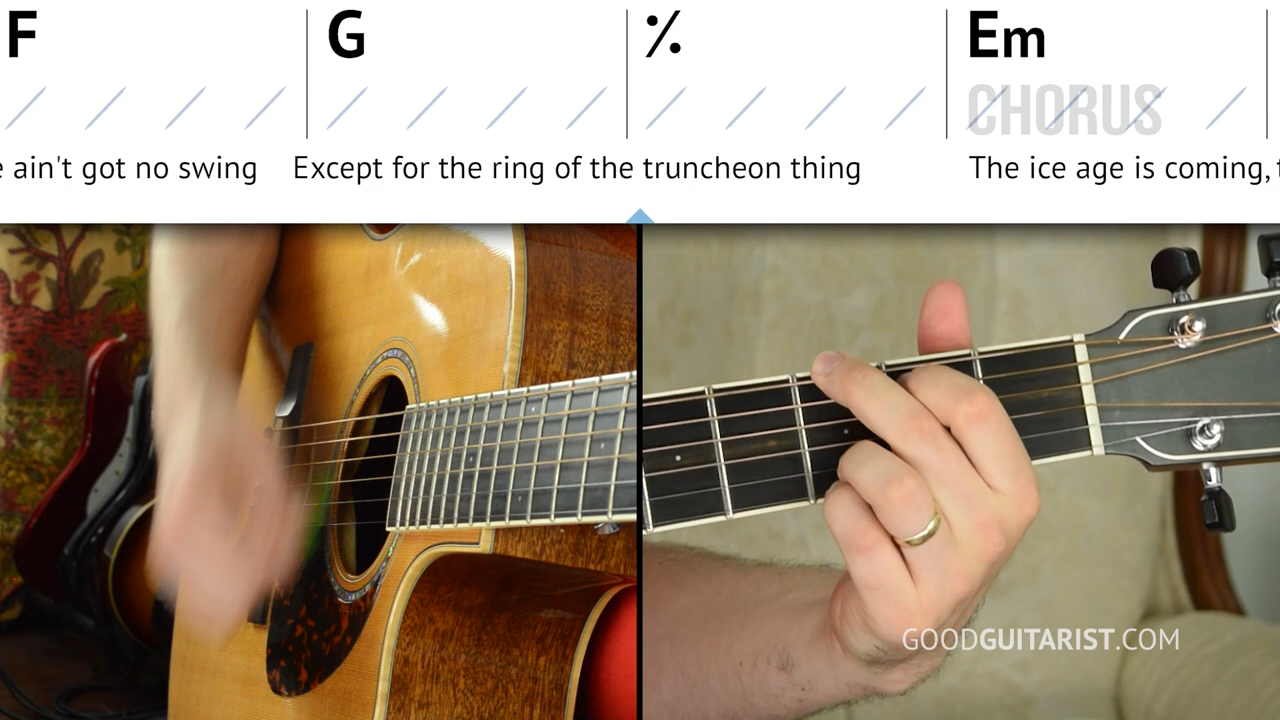 F G 𝄎 Em
CHORUS
e ain't got no swing Except for the ring of the truncheon thing The ice age is coming, t
GOODGUITARIST.COM